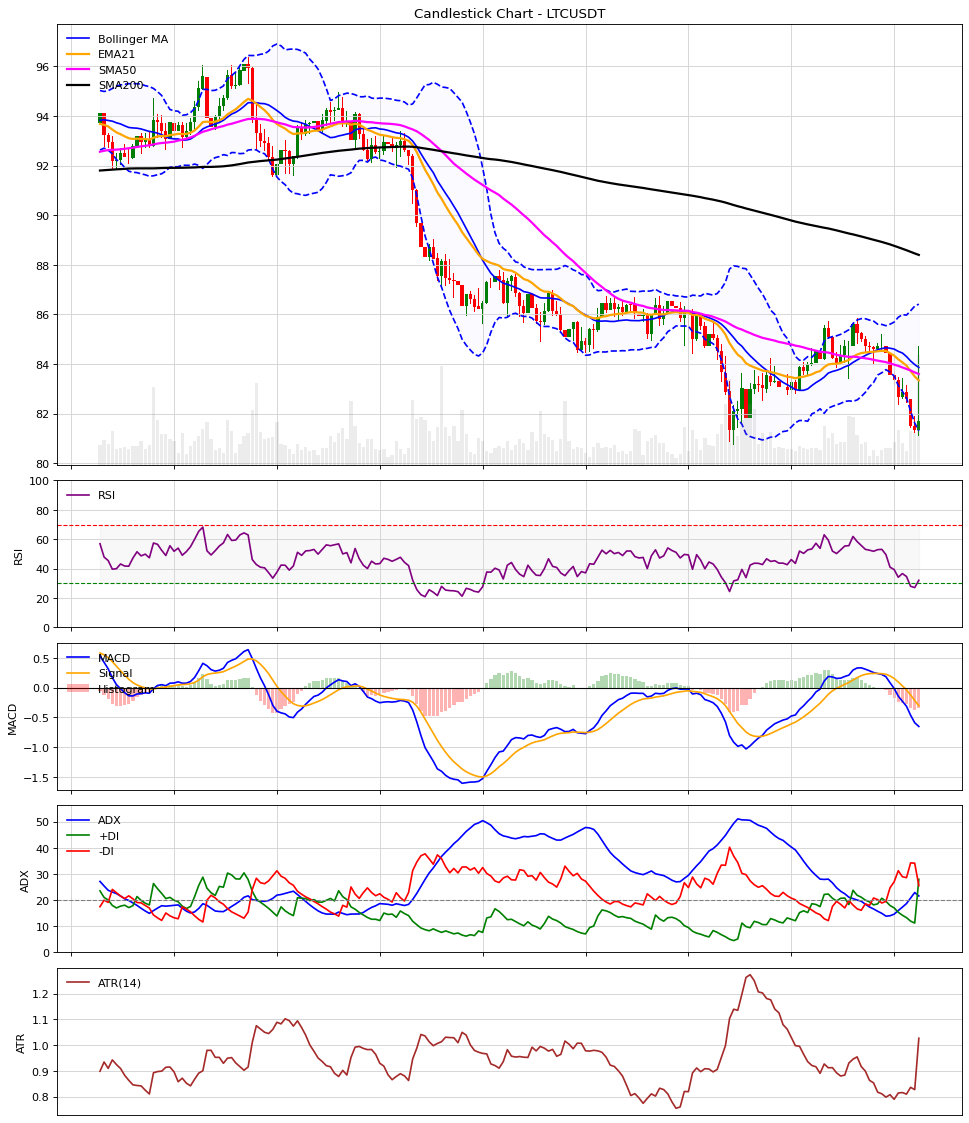 Candlestick Chart - LTCUSDT
Bollinger MA
EMA21
SMA50
SMA200
96
94
92
90
88
86
84
82
80
RSI
100
80
60
40
20
0
RSI
MACD
Signal
Histogram
0.5
0.0
−0.5
−1.0
−1.5
MACD
ADX
+DI
-DI
50
40
30
20
10
0
ADX
ATR(14)
1.2
1.1
1.0
0.9
0.8
ATR